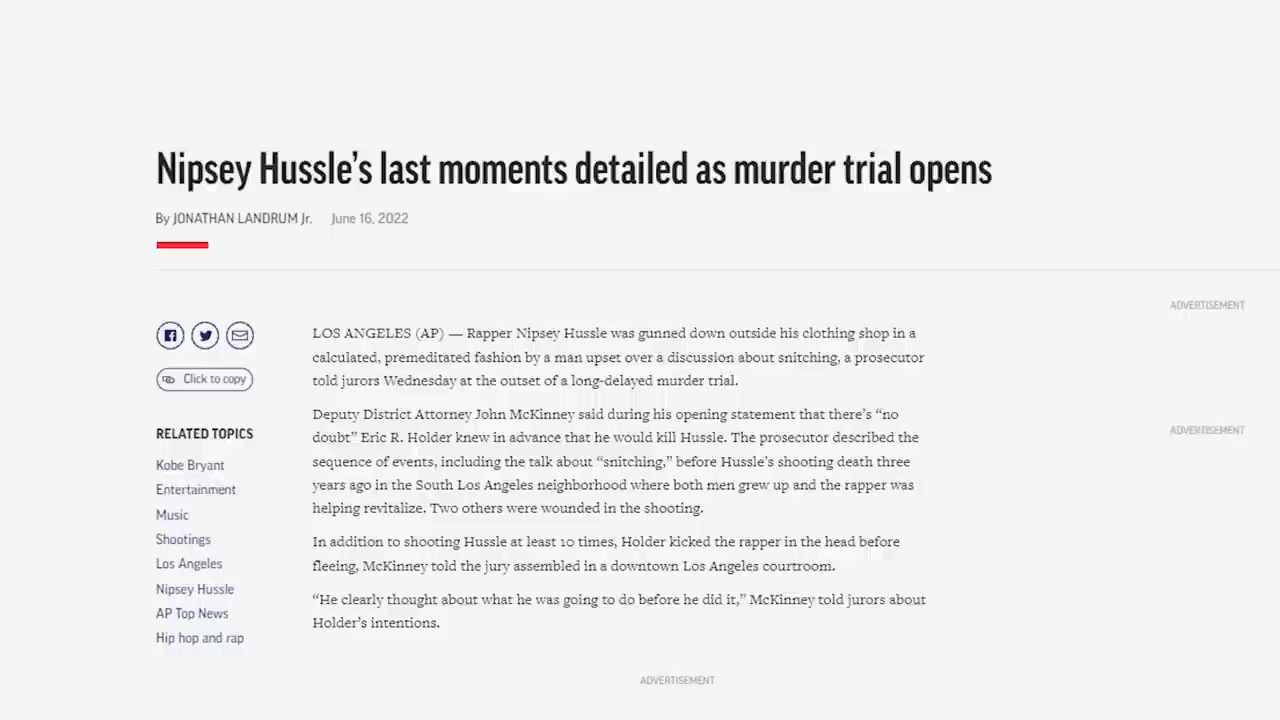 Nipsey Hussle’s last moments detailed as murder trial opens
By JONATHAN LANDRUM Jr. June 16, 2022
ADVERTISEMENT
Click to copy
RELATED TOPICS
Kobe Bryant
Entertainment
Music
Shootings
Los Angeles
Nipsey Hussle
AP Top News
Hip hop and rap
LOS ANGELES (AP) — Rapper Nipsey Hussle was gunned down outside his clothing shop in a
calculated, premeditated fashion by a man upset over a discussion about snitching, a prosecutor
told jurors Wednesday at the outset of a long-delayed murder trial.
Deputy District Attorney John McKinney said during his opening statement that there’s “no
doubt” Eric R. Holder knew in advance that he would kill Hussle. The prosecutor described the
sequence of events, including the talk about “snitching,” before Hussle’s shooting death three
years ago in the South Los Angeles neighborhood where both men grew up and the rapper was
helping revitalize. Two others were wounded in the shooting.
In addition to shooting Hussle at least 10 times, Holder kicked the rapper in the head before
fleeing, McKinney told the jury assembled in a downtown Los Angeles courtroom.
“He clearly thought about what he was going to do before he did it,” McKinney told jurors about
Holder’s intentions.
ADVERTISEMENT
ADVERTISEMENT